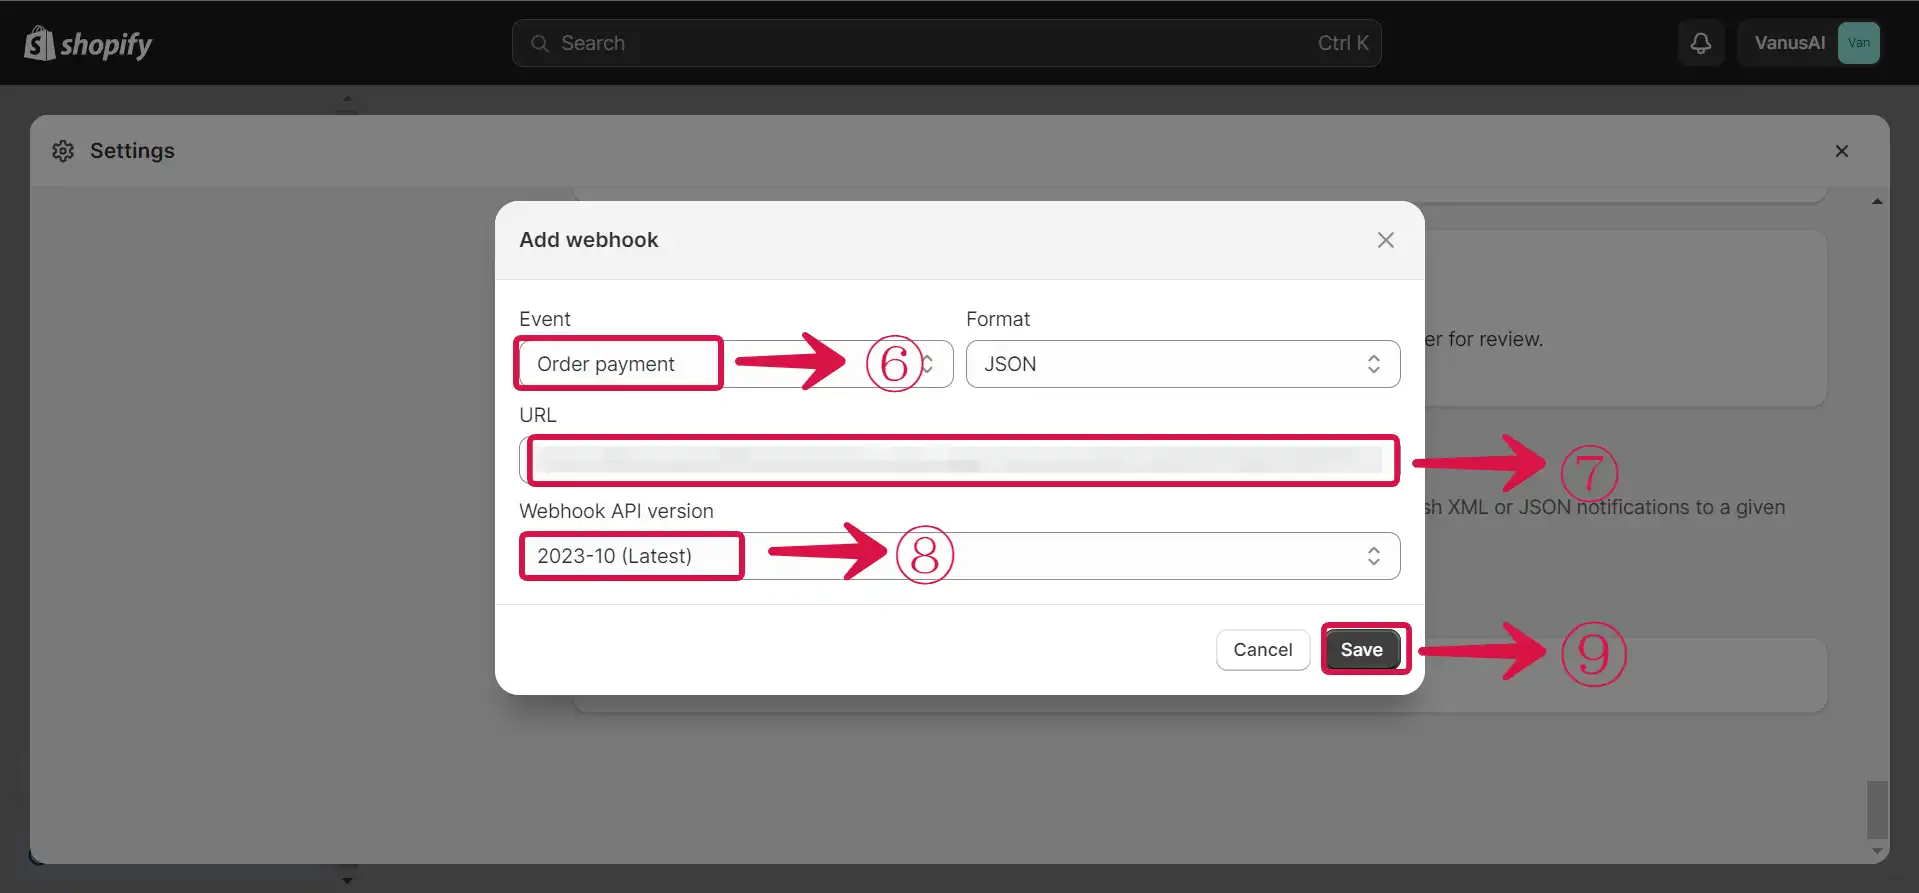 shopify
Search
Ctrl K
VanusAI
Van
Settings
Add webhook
Event
Format
Order payment
⑥
JSON
er for review.
URL
⑦
sh XML or JSON notifications to a given
Webhook API version
2023-10 (Latest)
⑧
Cancel
Save
⑨